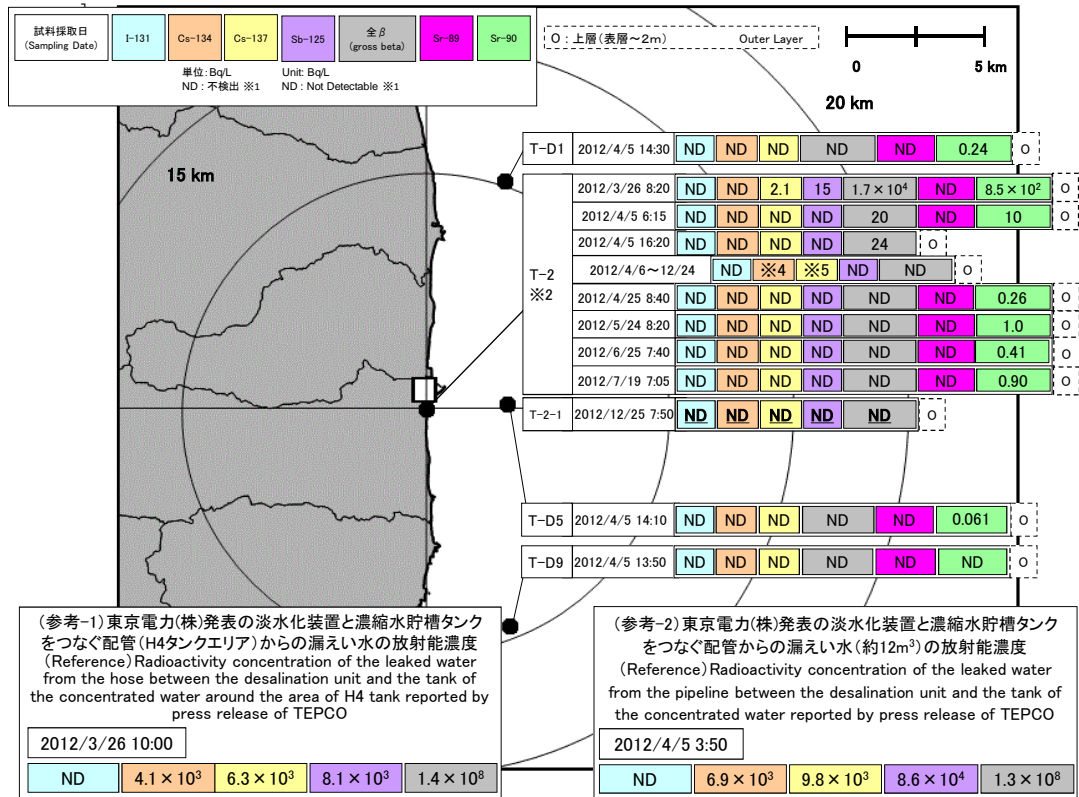 試料採取日
(Sampling Date)
I-131
Cs-134
Cs-137
Sb-125
全β
(gross beta)
Sr-89
Sr-90
単位:Bq/L Unit: Bq/L
ND : 不検出 ※1 ND : Not Detectable ※1
O : 上層(表層~2m) Outer Layer
0 5 km
20 km
15 km
T-D1 2012/4/5 14:30 ND ND ND ND ND 0.24 O
T-2
※2
2012/3/26 8:20 ND ND 2.1 15 1.7 × 10⁴ ND 8.5 × 10² O
2012/4/5 6:15 ND ND ND ND 20 ND 10 O
2012/4/5 16:20 ND ND ND ND 24 O
2012/4/6~12/24 ND ※4 ※5 ND ND O
2012/4/25 8:40 ND ND ND ND ND ND 0.26 O
2012/5/24 8:20 ND ND ND ND ND ND 1.0 O
2012/6/25 7:40 ND ND ND ND ND ND 0.41 O
2012/7/19 7:05 ND ND ND ND ND ND 0.90 O
T-2-1 2012/12/25 7:50 ND ND ND ND ND O
T-D5 2012/4/5 14:10 ND ND ND ND ND 0.061 O
T-D9 2012/4/5 13:50 ND ND ND ND ND ND O
(参考-1)東京電力(株)発表の淡水化装置と濃縮水貯槽タンク
をつなぐ配管(H4タンクエリア)からの漏えい水の放射能濃度
(Reference)Radioactivity concentration of the leaked water
from the hose between the desalination unit and the tank of
the concentrated water around the area of H4 tank reported by
press release of TEPCO
2012/3/26 10:00
ND 4.1 × 10³ 6.3 × 10³ 8.1 × 10³ 1.4 × 10⁸
(参考-2)東京電力(株)発表の淡水化装置と濃縮水貯槽タンク
をつなぐ配管からの漏えい水(約12m³)の放射能濃度
(Reference)Radioactivity concentration of the leaked water
from the pipeline between the desalination unit and the tank of
the concentrated water reported by press release of TEPCO
2012/4/5 3:50
ND 6.9 × 10³ 9.8 × 10³ 8.6 × 10⁴ 1.3 × 10⁸